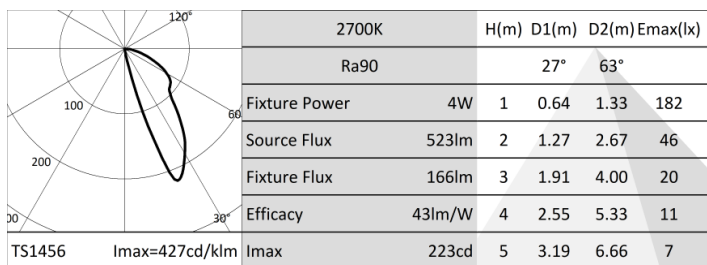 120°
100
60
200
00
30°
TS1456 Imax=427cd/klm
2700K
Ra90
Fixture Power 4W
Source Flux 523lm
Fixture Flux 166lm
Efficacy 43lm/W
Imax 223cd
H(m) D1(m) D2(m) Emax(lx)
27° 63°
1 0.64 1.33 182
2 1.27 2.67 46
3 1.91 4.00 20
4 2.55 5.33 11
5 3.19 6.66 7